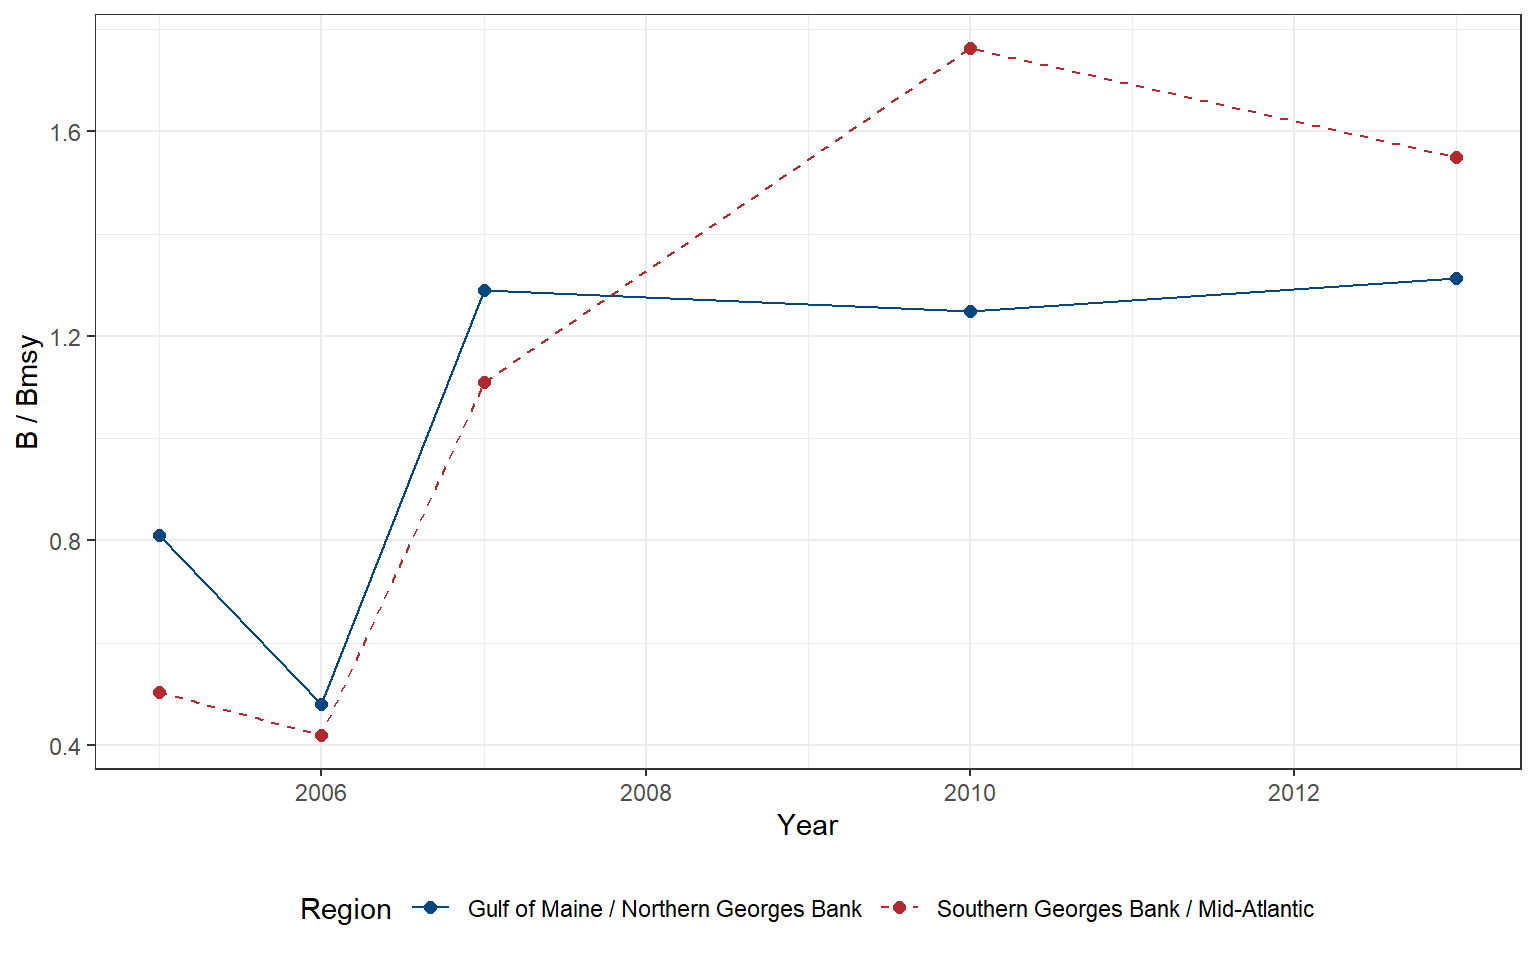 1.6
1.2
0.8
0.4
B / Bmsy
2006 2008 2010 2012
Year
Region Gulf of Maine / Northern Georges Bank Southern Georges Bank / Mid-Atlantic